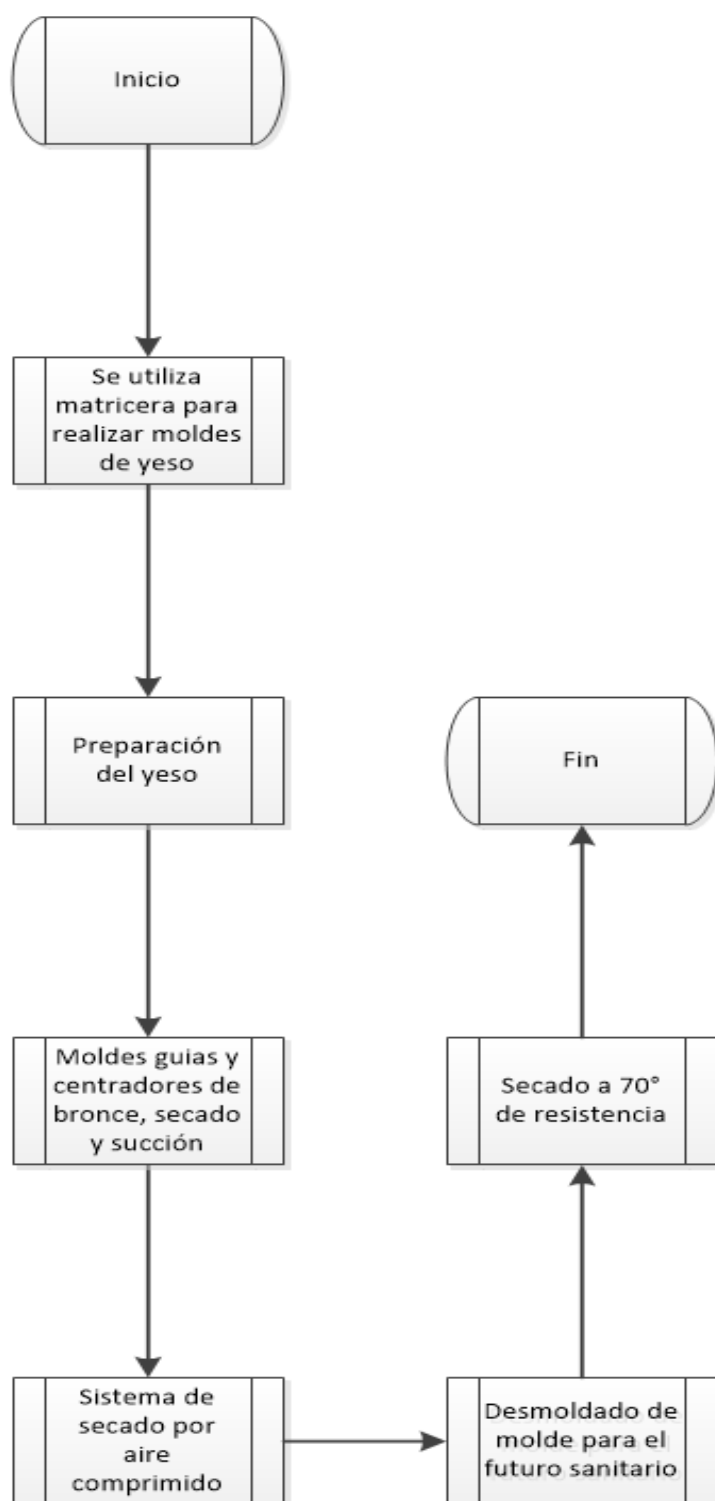 Inicio
Se utiliza
matricera para
realizar moldes
de yeso
Preparación
del yeso
Moldes guias y
centradores de
bronce, secado
y succión
Sistema de
secado por
aire
comprimido
Desmoldado de
molde para el
futuro sanitario
Secado a 70°
de resistencia
Fin